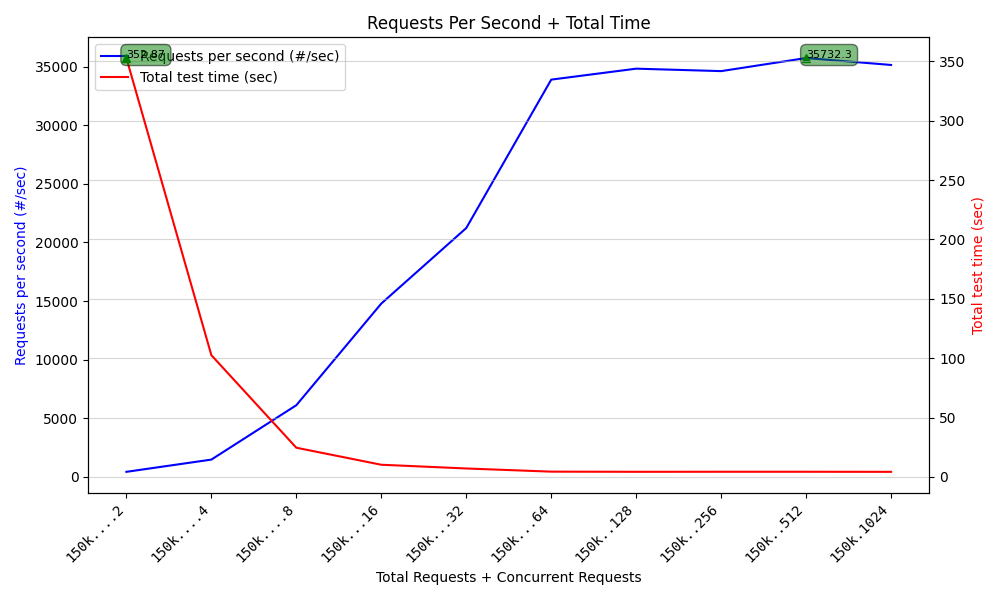 Requests Per Second + Total Time
352.87
Requests per second (#/sec)
Total test time (sec)
35732.3
35000
30000
25000
20000
15000
10000
5000
0
Requests per second (#/sec)
350
300
250
200
150
100
50
0
Total test time (sec)
150k....2
150k....4
150k....8
150k...16
150k...32
150k...64
150k..128
150k..256
150k..512
150k.1024
Total Requests + Concurrent Requests